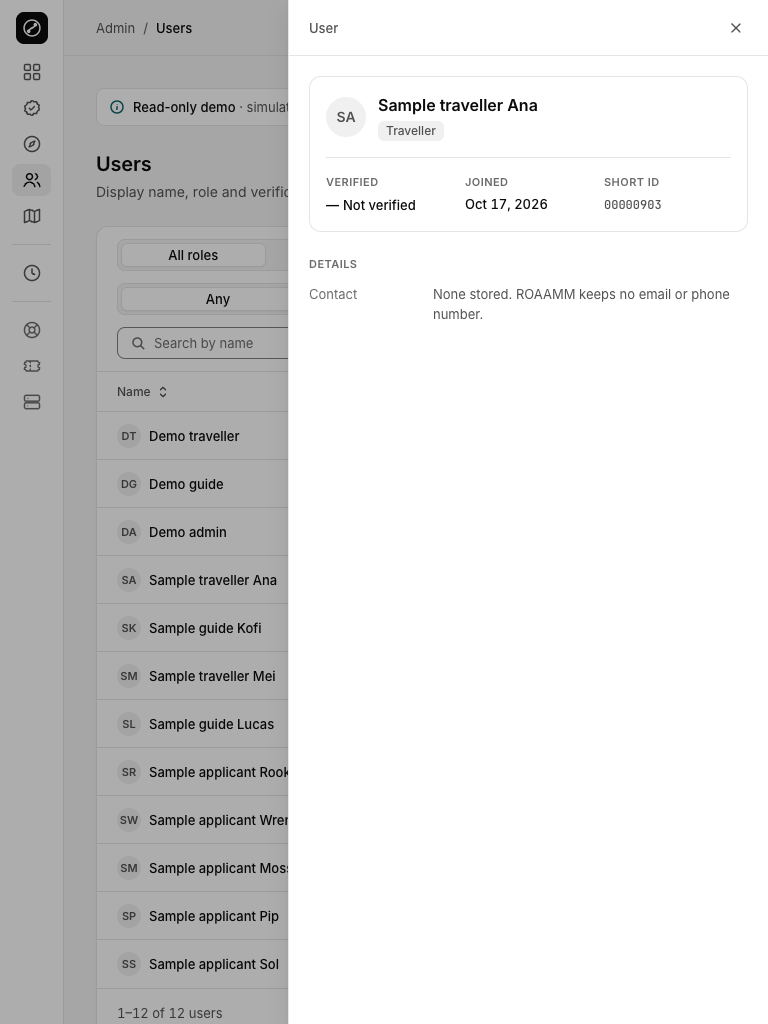 Admin / Users
Read-only demo · simulat
Users
Display name, role and verific
All roles
Any
Search by name
Name
DT Demo traveller
DG Demo guide
DA Demo admin
SA Sample traveller Ana
SK Sample guide Kofi
SM Sample traveller Mei
SL Sample guide Lucas
SR Sample applicant Rook
SW Sample applicant Wren
SM Sample applicant Moss
SP Sample applicant Pip
SS Sample applicant Sol
1–12 of 12 users
User
SA
Sample traveller Ana
Traveller
VERIFIED JOINED SHORT ID
— Not verified Oct 17, 2026 00000903
DETAILS
Contact None stored. ROAAMM keeps no email or phone
number.